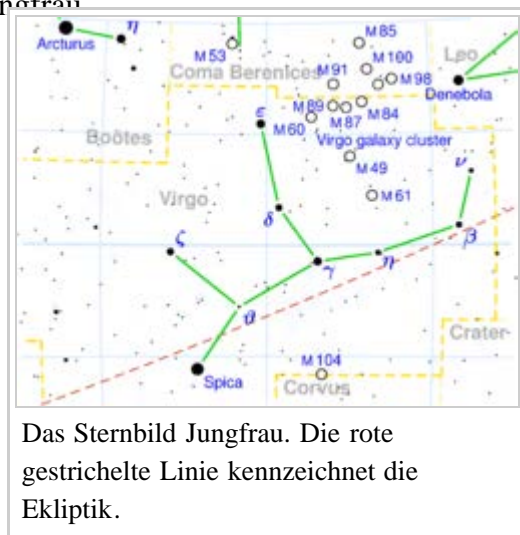 ngfrau
η
Arcturus
M 85
M 53
M 100
Leo
Coma Berenices
M 91
M 98
Denebola
M 89
M 84
ε
M 60
M 87
Boötes
Virgo galaxy cluster
ν
M 49
Virgo
M 61
δ
ζ
β
γ
η
ϑ
Crater
M 104
Spica
Corvus
Das Sternbild Jungfrau. Die rote
gestrichelte Linie kennzeichnet die
Ekliptik.